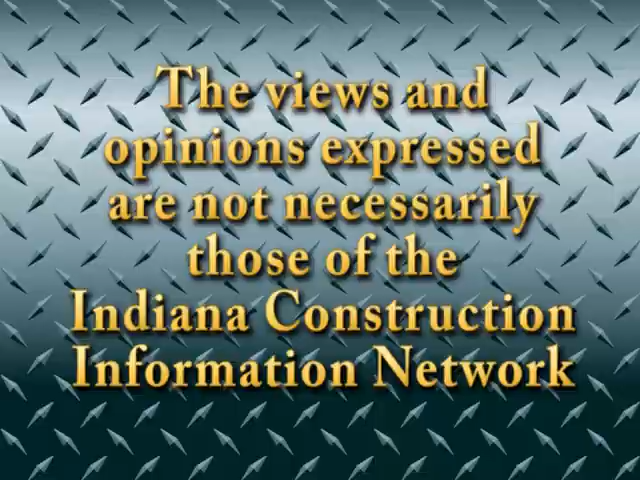 The views and
opinions expressed
are not necessarily
those of the
Indiana Construction
Information Network